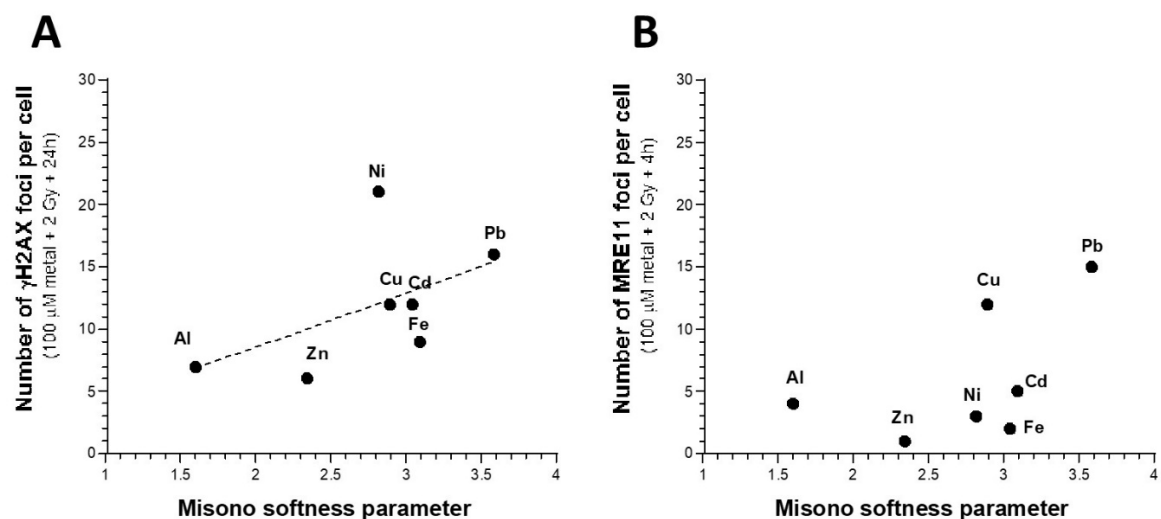 A
Number of γH2AX foci per cell
(100 μM metal + 2 Gy + 24h)
30
25
20
15
10
5
0
Ni
Pb
Cu
Cd
Fe
Al
Zn
1
1.5
2
2.5
3
3.5
4
Misono softness parameter
B
Number of MRE11 foci per cell
(100 μM metal + 2 Gy + 4h)
30
25
20
15
10
5
0
Pb
Cu
Al
Cd
Ni
Zn
Fe
1
1.5
2
2.5
3
3.5
4
Misono softness parameter